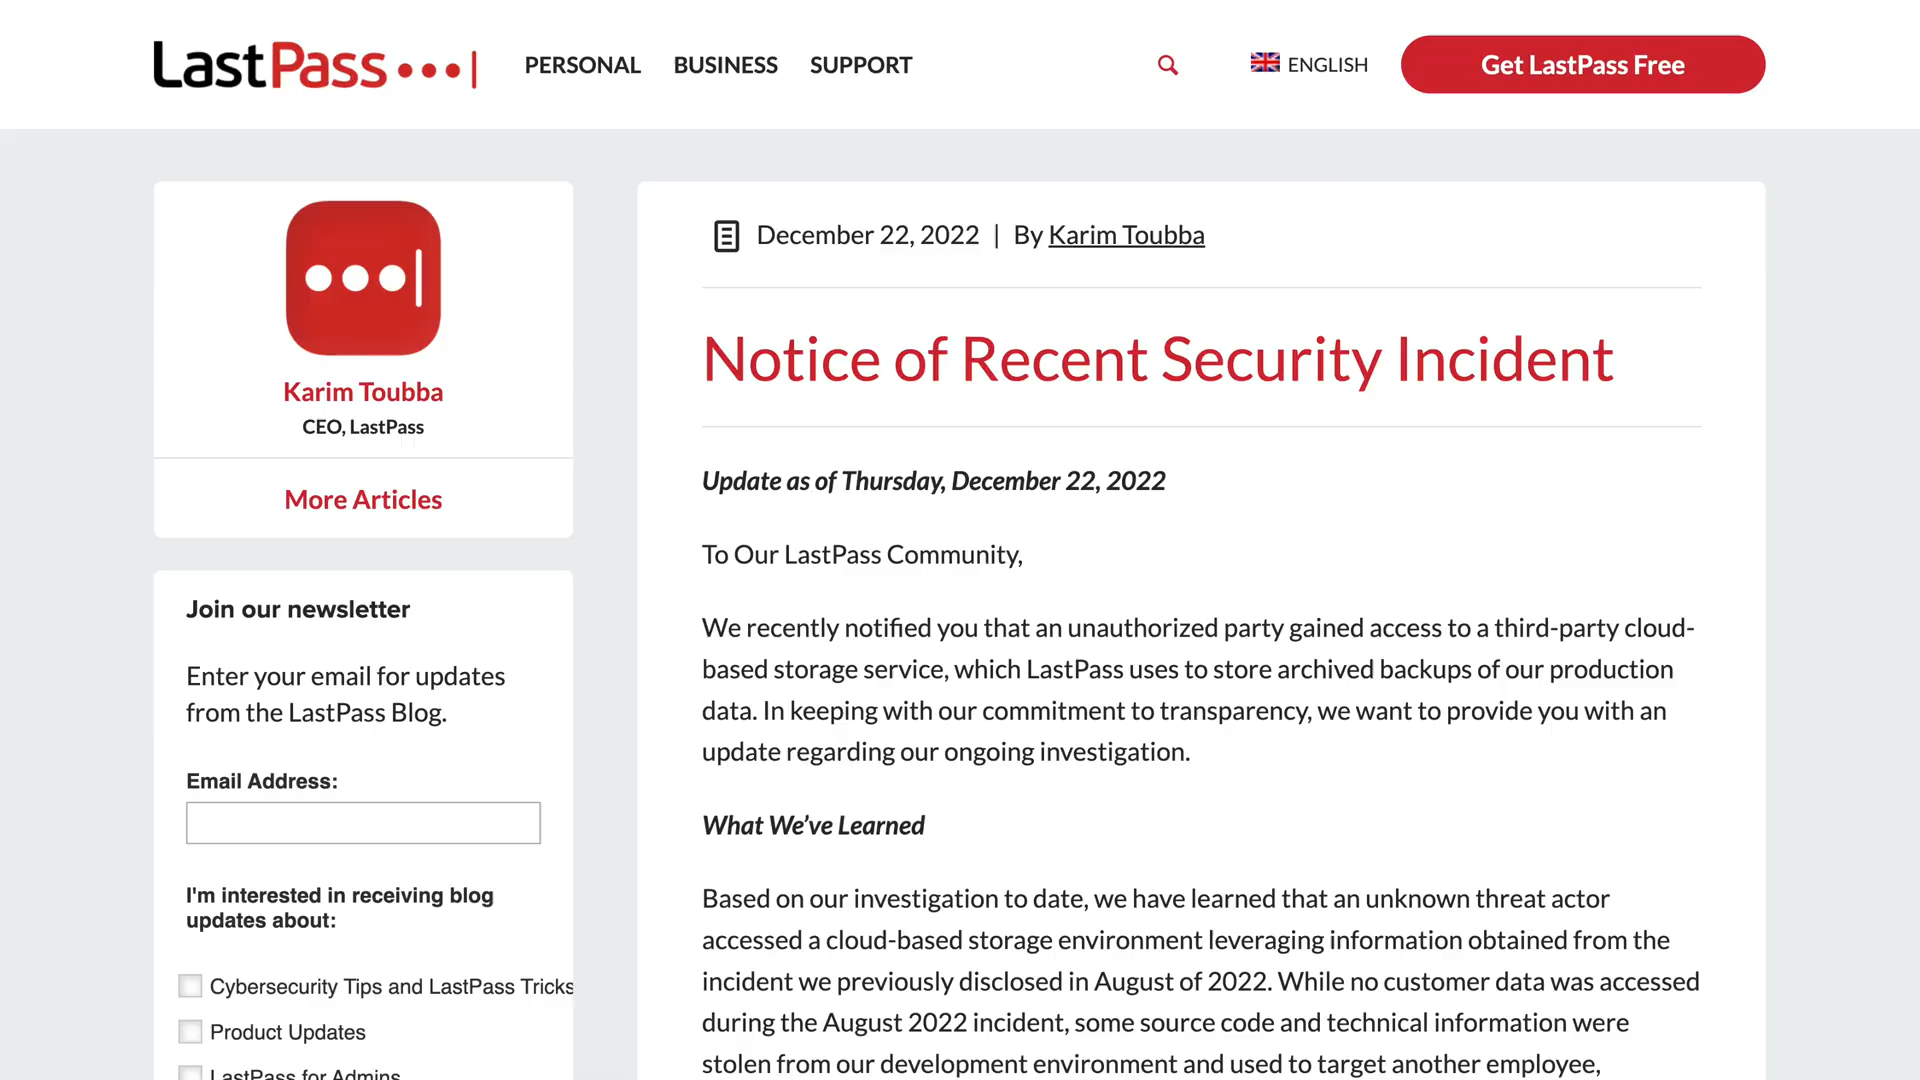 LastPass
PERSONAL
BUSINESS
SUPPORT
ENGLISH
Get LastPass Free
Karim Toubba
CEO, LastPass
More Articles
Join our newsletter
Enter your email for updates
from the LastPass Blog.
Email Address:
I'm interested in receiving blog
updates about:
Cybersecurity Tips and LastPass Tricks
Product Updates
LastPass for Admins
December 22, 2022 | By Karim Toubba
Notice of Recent Security Incident
Update as of Thursday, December 22, 2022
To Our LastPass Community,
We recently notified you that an unauthorized party gained access to a third-party cloud-
based storage service, which LastPass uses to store archived backups of our production
data. In keeping with our commitment to transparency, we want to provide you with an
update regarding our ongoing investigation.
What We’ve Learned
Based on our investigation to date, we have learned that an unknown threat actor
accessed a cloud-based storage environment leveraging information obtained from the
incident we previously disclosed in August of 2022. While no customer data was accessed
during the August 2022 incident, some source code and technical information were
stolen from our development environment and used to target another employee,